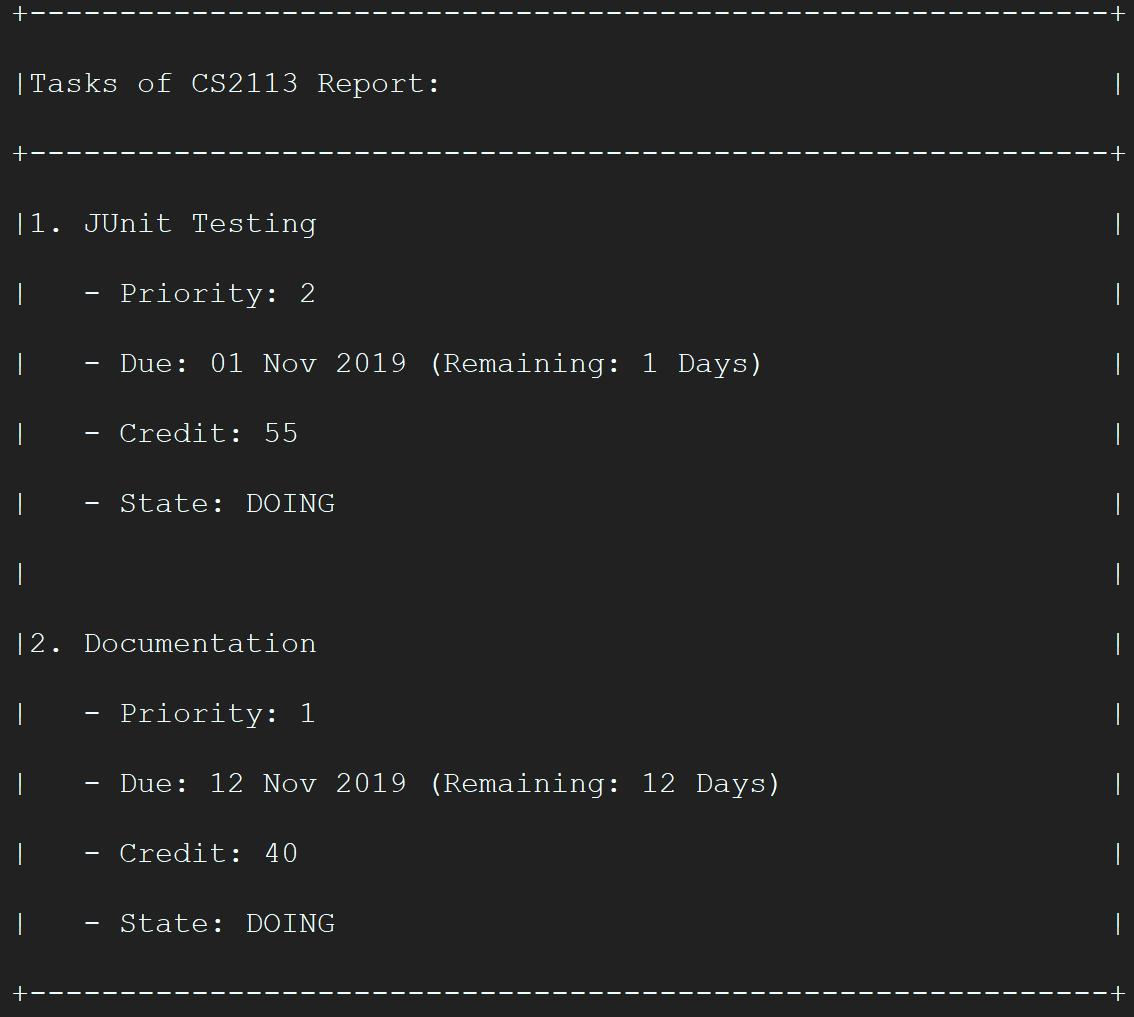 +------------------------------------------------------------+
|Tasks of CS2113 Report:                                     |
+------------------------------------------------------------+
|1. JUnit Testing                                            |
|   - Priority: 2                                            |
|   - Due: 01 Nov 2019 (Remaining: 1 Days)                   |
|   - Credit: 55                                             |
|   - State: DOING                                           |
|                                                            |
|2. Documentation                                            |
|   - Priority: 1                                            |
|   - Due: 12 Nov 2019 (Remaining: 12 Days)                  |
|   - Credit: 40                                             |
|   - State: DOING                                           |
+------------------------------------------------------------+